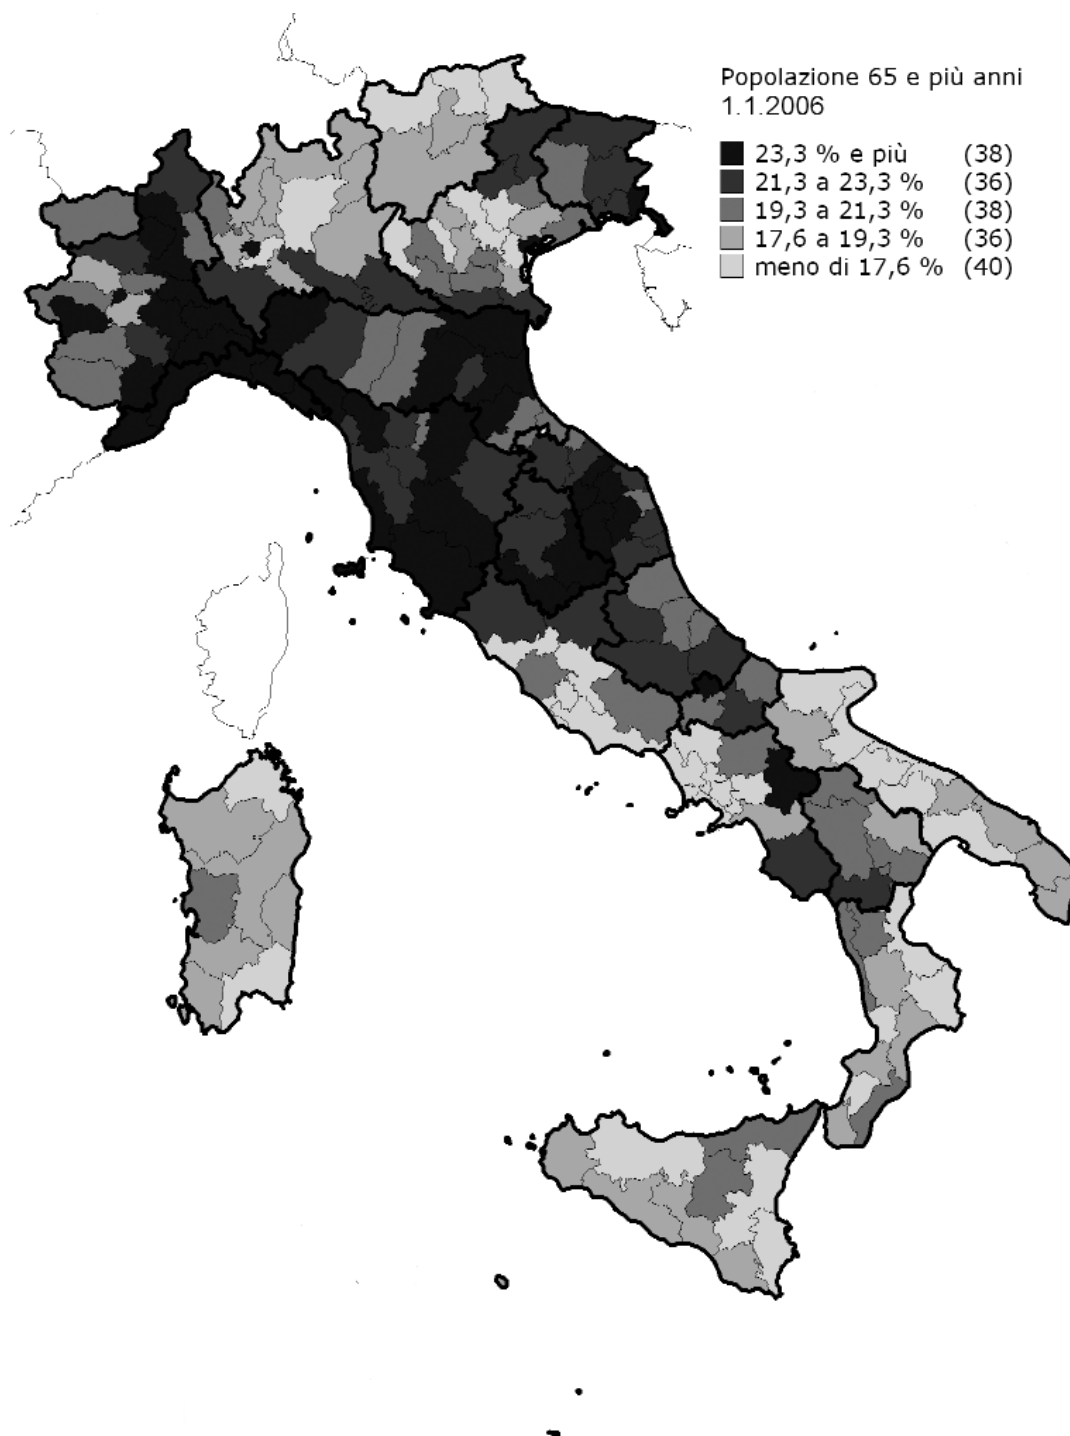 Popolazione 65 e più anni
1.1.2006
23,3 % e più (38)
21,3 a 23,3 % (36)
19,3 a 21,3 % (38)
17,6 a 19,3 % (36)
meno di 17,6 % (40)